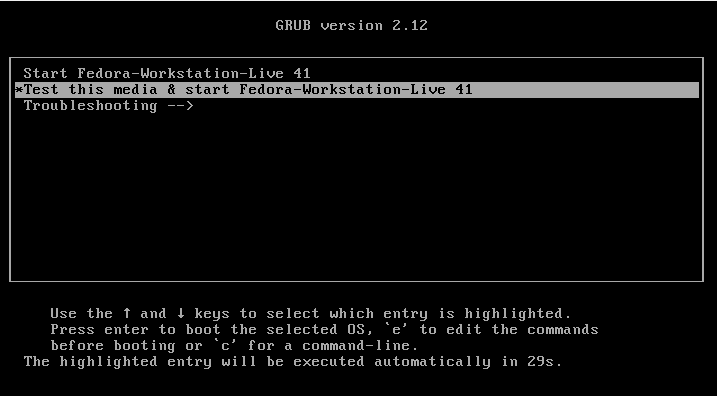 GRUB version 2.12
Start Fedora-Workstation-Live 41
*Test this media & start Fedora-Workstation-Live 41
Troubleshooting -->
Use the ↑ and ↓ keys to select which entry is highlighted.
Press enter to boot the selected OS, `e' to edit the commands
before booting or `c' for a command-line.
The highlighted entry will be executed automatically in 29s.